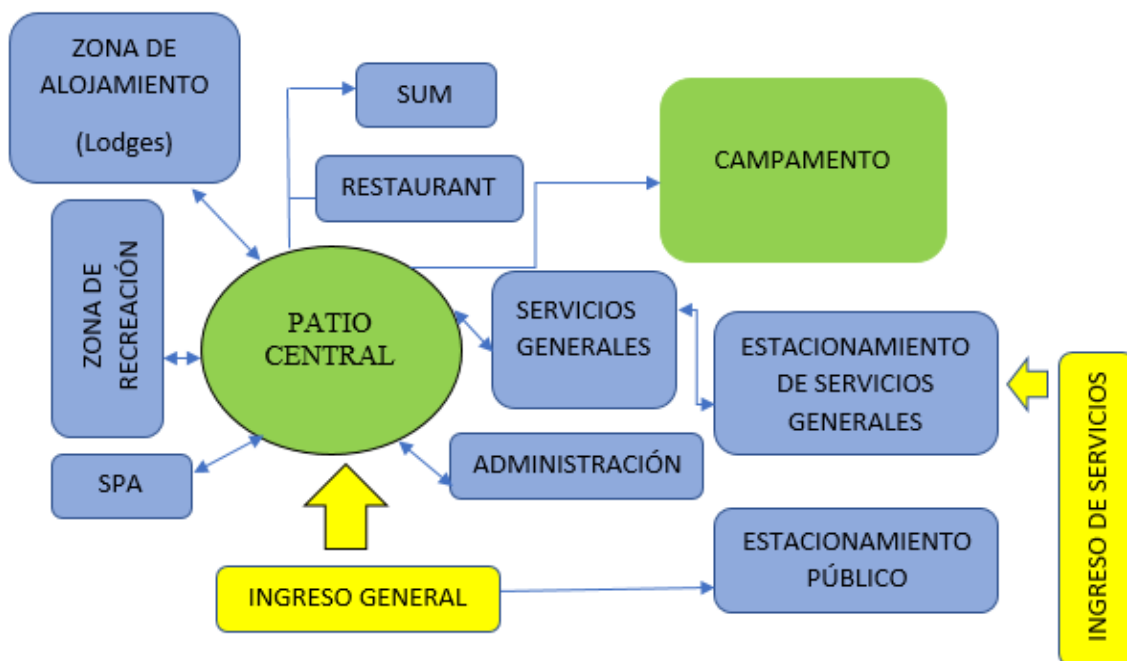 ZONA DE
ALOJAMIENTO
(Lodges)
SUM
RESTAURANT
CAMPAMENTO
ZONA DE
RECREACIÓN
PATIO
CENTRAL
SERVICIOS
GENERALES
ESTACIONAMIENTO
DE SERVICIOS
GENERALES
INGRESO DE SERVICIOS
SPA
ADMINISTRACIÓN
ESTACIONAMIENTO
PÚBLICO
INGRESO GENERAL